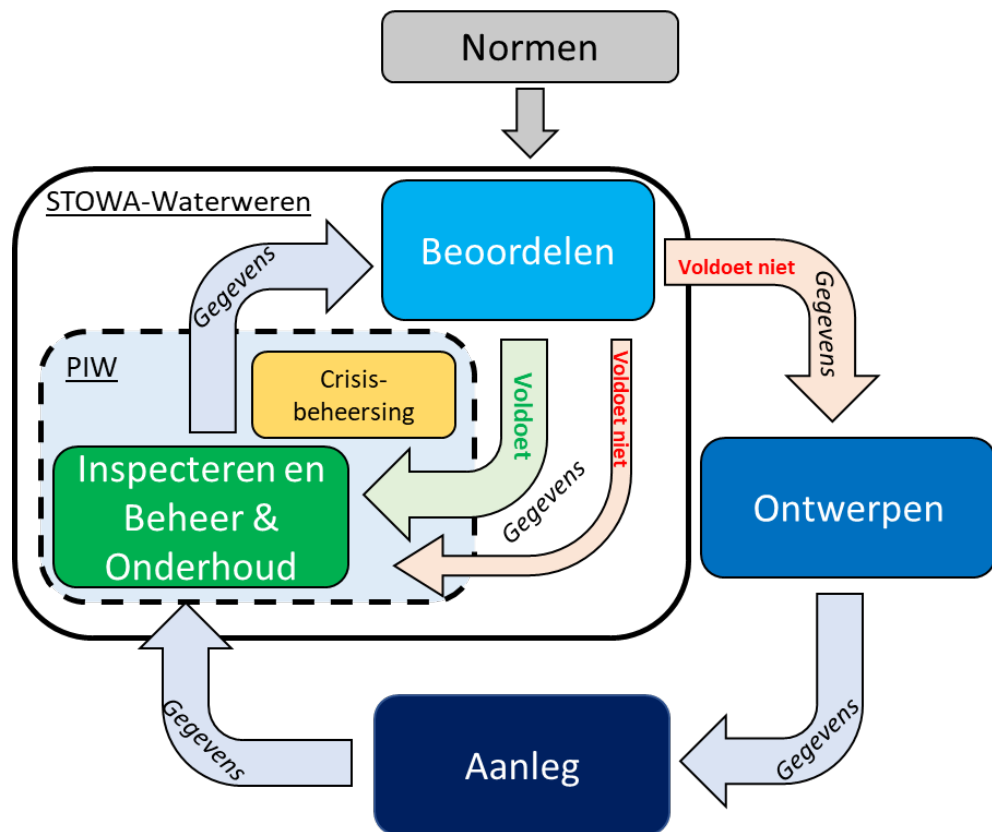 Normen
STOWA-Waterweren
Beoordelen
Voldoet niet
Gegevens
Gegevens
PIW
Crisis-
beheersing
Voldoet
Voldoet niet
Gegevens
Inspecteren en
Beheer &
Onderhoud
Ontwerpen
Gegevens
Gegevens
Aanleg